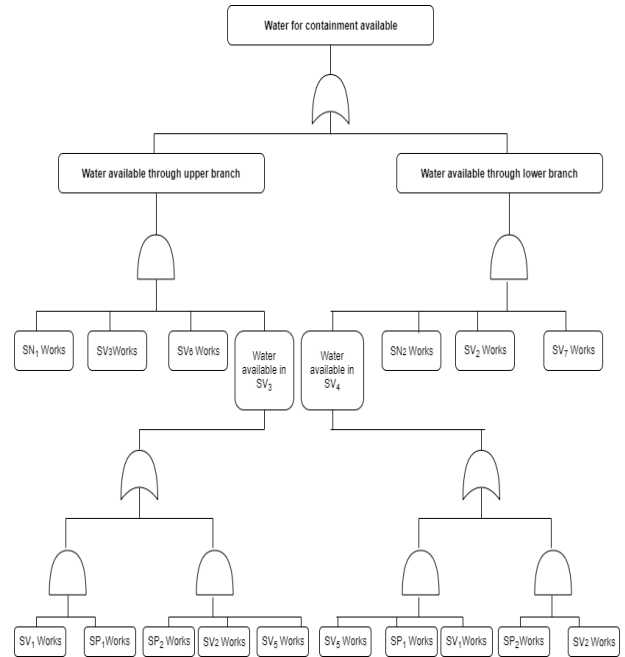 Water for containment available
Water available through upper branch
Water available through lower branch
SN₁ Works
SV₃Works
SV₆ Works
Water
available in
SV₃
Water
available in
SV₄
SN₂ Works
SV₂ Works
SV₇ Works
SV₁ Works
SP₁Works
SP₂ Works
SV₂ Works
SV₅ Works
SV₅ Works
SP₁ Works
SV₁Works
SP₂Works
SV₂ Works